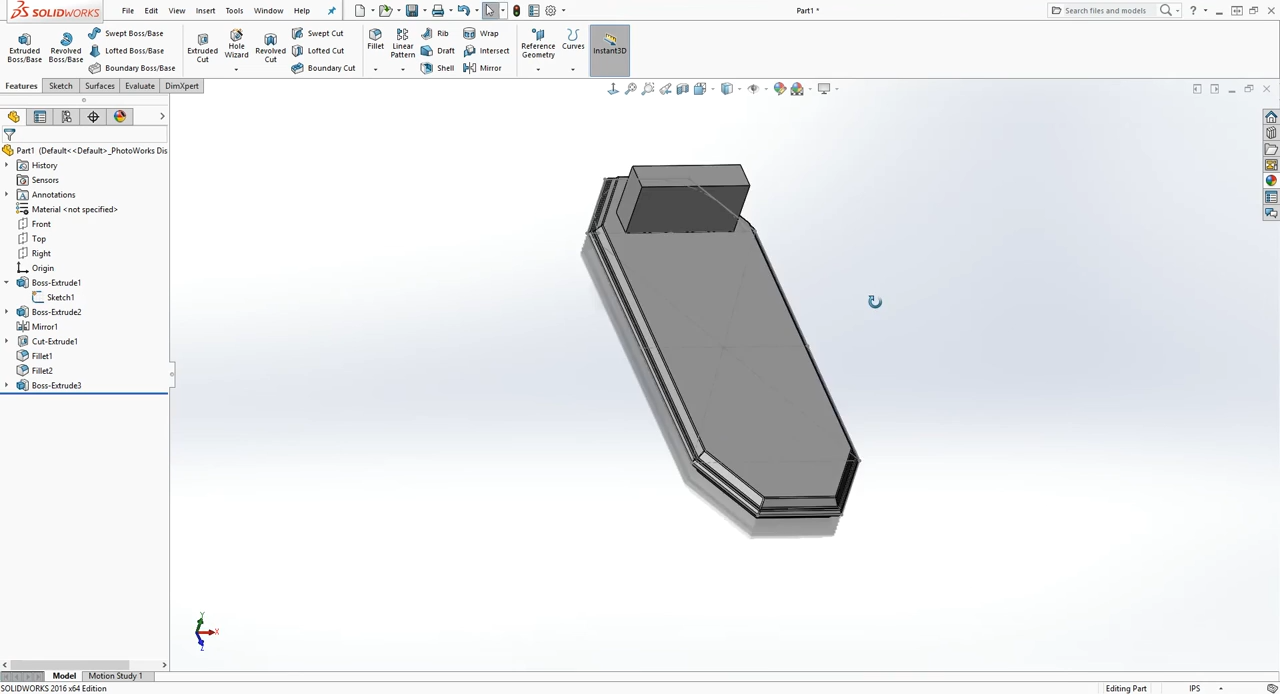 SOLIDWORKS
File Edit View Insert Tools Window Help
Part1 *
Search files and models
Extruded Boss/Base
Revolved Boss/Base
Swept Boss/Base
Lofted Boss/Base
Boundary Boss/Base
Extruded Cut
Hole Wizard
Revolved Cut
Swept Cut
Lofted Cut
Boundary Cut
Fillet
Linear Pattern
Rib
Draft
Shell
Wrap
Intersect
Mirror
Reference Geometry
Curves
Instant3D
Features Sketch Surfaces Evaluate DimXpert
Part1 (Default<<Default>_PhotoWorks Dis
History
Sensors
Annotations
Material <not specified>
Front
Top
Right
Origin
Boss-Extrude1
Sketch1
Boss-Extrude2
Mirror1
Cut-Extrude1
Fillet1
Fillet2
Boss-Extrude3
Y
X
Z
Model Motion Study 1
SOLIDWORKS 2016 x64 Edition
Editing Part
IPS